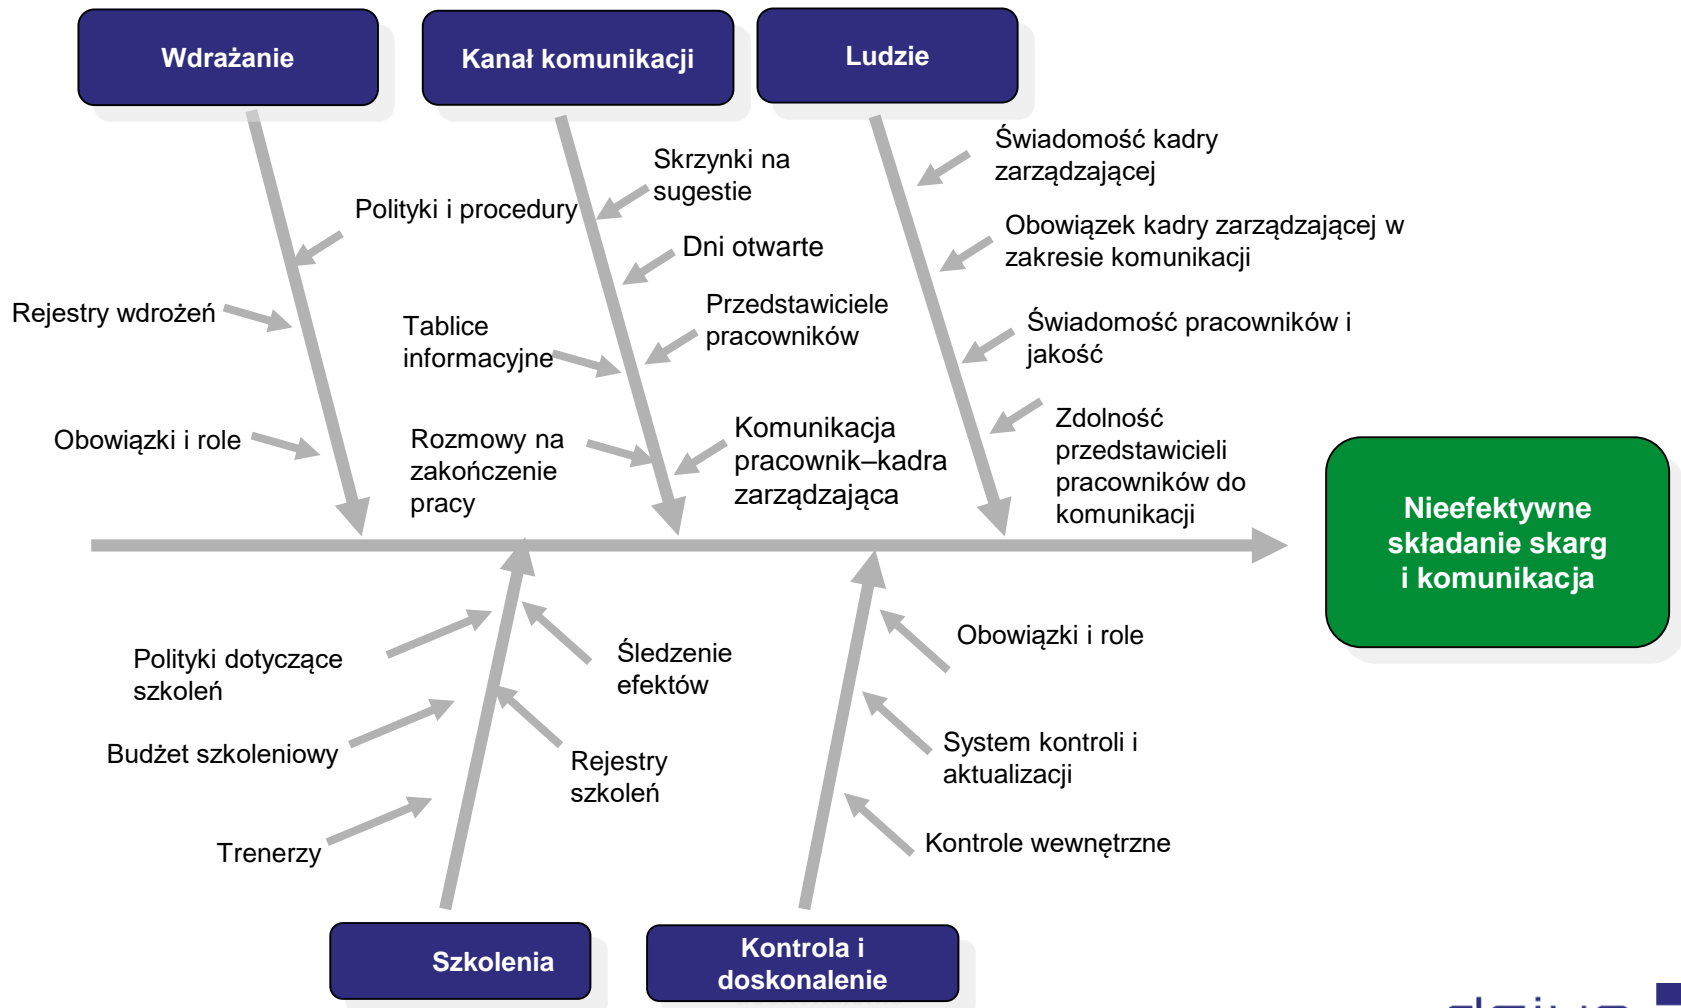 Wdrażanie
Kanał komunikacji
Ludzie
Polityki i procedury
Rejestry wdrożeń
Obowiązki i role
Skrzynki na
sugestie
Dni otwarte
Przedstawiciele
pracowników
Tablice
informacyjne
Rozmowy na
zakończenie
pracy
Komunikacja
pracownik–kadra
zarządzająca
Świadomość kadry
zarządzającej
Obowiązek kadry zarządzającej w
zakresie komunikacji
Świadomość pracowników i
jakość
Zdolność
przedstawicieli
pracowników do
komunikacji
Nieefektywne
składanie skarg
i komunikacja
Polityki dotyczące
szkoleń
Budżet szkoleniowy
Trenerzy
Śledzenie
efektów
Rejestry
szkoleń
Obowiązki i role
System kontroli i
aktualizacji
Kontrole wewnętrzne
Szkolenia
Kontrola i
doskonalenie